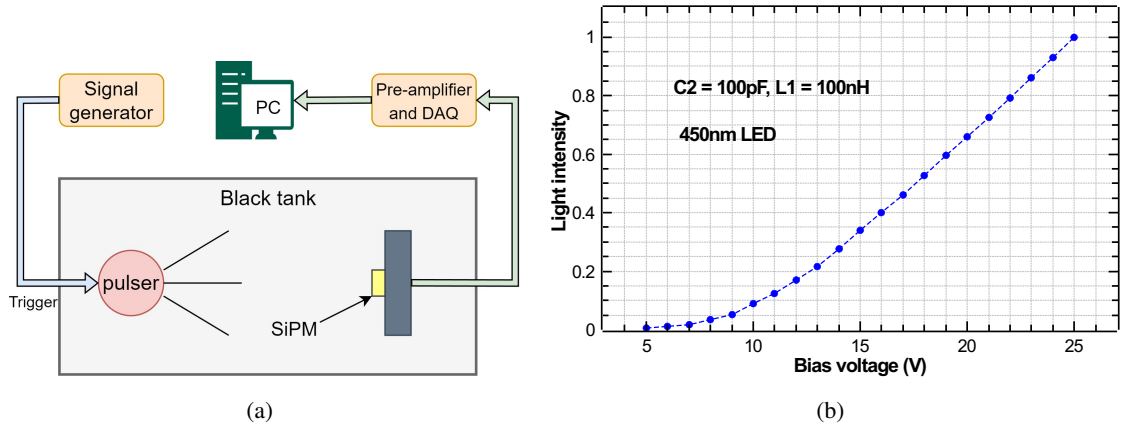 Signal
generator
PC
Pre-amplifier
and DAQ
Black tank
pulser
Trigger
SiPM
(a)
Light intensity
1
0.8
0.6
0.4
0.2
0
C2 = 100pF, L1 = 100nH
450nm LED
5
10
15
20
25
Bias voltage (V)
(b)